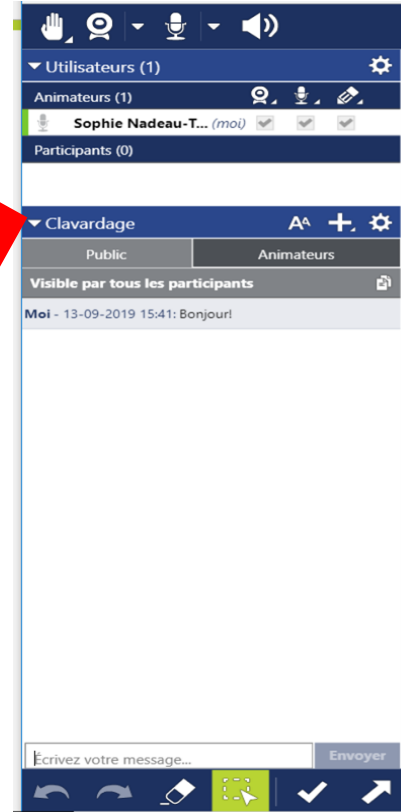 Utilisateurs (1)
Animateurs (1)
Sophie Nadeau-T... (moi)
Participants (0)
Clavardage AA
Public Animateurs
Visible par tous les participants
Moi - 13-09-2019 15:41: Bonjour!
Écrivez votre message... Envoyer